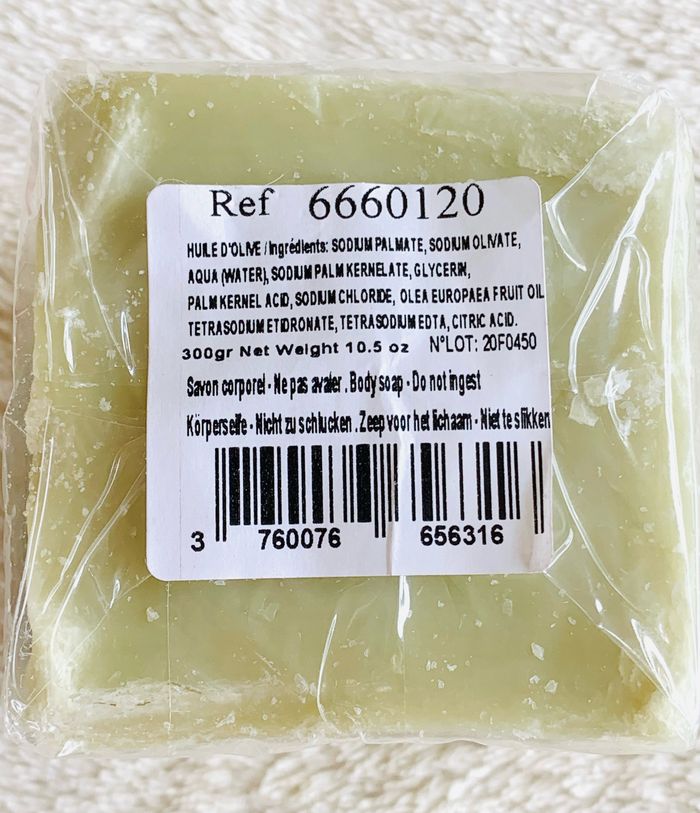 Ref 6660120
HUILE D'OLIVE / Ingrédients: SODIUM PALMATE, SODIUM OLIVATE,
AQUA (WATER), SODIUM PALM KERNELATE, GLYCERIN,
PALM KERNEL ACID, SODIUM CHLORIDE, OLEA EUROPAEA FRUIT OIL
TETRASODIUM ETIDRONATE, TETRASODIUM EDTA, CITRIC ACID.
300gr Net Weight 10.5 oz N°LOT: 20F0450
Savon corporel - Ne pas avaler . Body soap - Do not ingest
Körperseife - Nicht zu schlucken . Zeep voor het lichaam - Niet te slikken
3 760076 656316